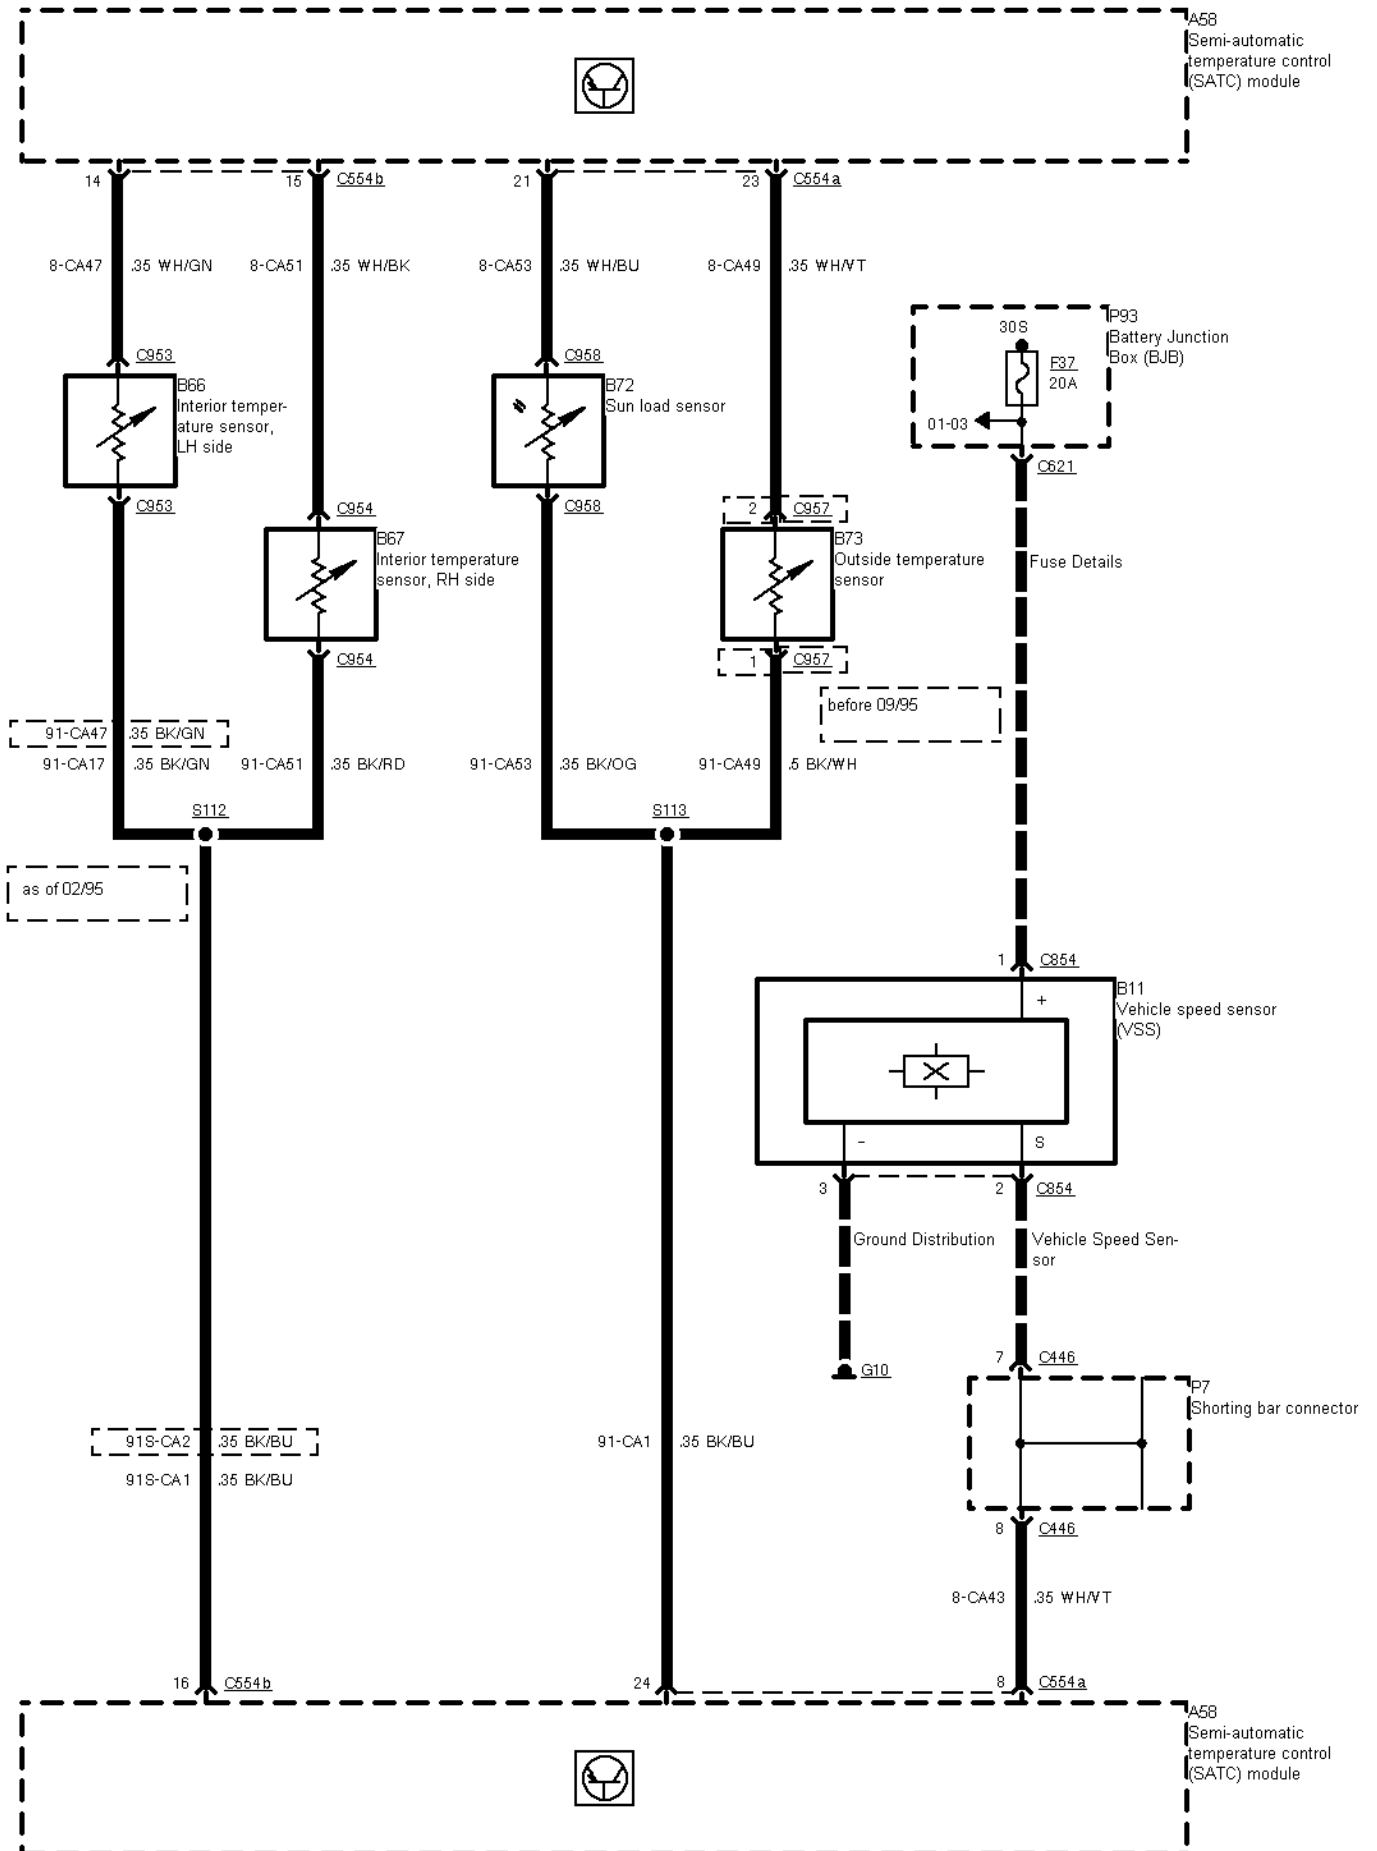 A58
Semi-automatic
temperature control
(SATC) module
14
15
C554b
21
23
C554a
8-CA47 .35 WH/GN
8-CA51 .35 WH/BK
8-CA53 .35 WH/BU
8-CA49 .35 WH/VT
P93
Battery Junction
Box (BJB)
30S
F37
20A
01-03
C621
C953
B66
Interior temper-
ature sensor,
LH side
C953
C958
B72
Sun load sensor
C958
C954
B67
Interior temperature
sensor, RH side
C954
2 C957
B73
Outside temperature
sensor
1 C957
Fuse Details
before 09/95
91-CA47 .35 BK/GN
91-CA17 .35 BK/GN
91-CA51 .35 BK/RD
91-CA53 .35 BK/OG
91-CA49 .5 BK/WH
S112
S113
as of 02/95
1 C854
B11
Vehicle speed sensor
(VSS)
+
-
S
3
2 C854
Ground Distribution
Vehicle Speed Sen-
sor
G10
7 C446
P7
Shorting bar connector
91S-CA2 .35 BK/BU
91S-CA1 .35 BK/BU
91-CA1 .35 BK/BU
8 C446
8-CA43 .35 WH/VT
16 C554b
24
8 C554a
A58
Semi-automatic
temperature control
(SATC) module